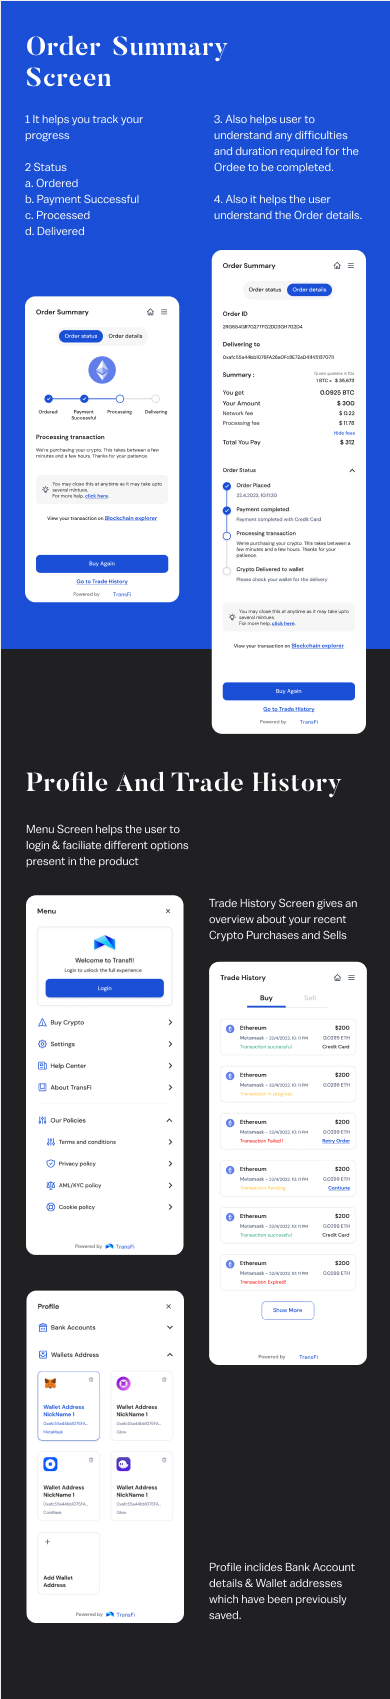 Order Summary
Screen
1 It helps you track your
progress
2 Status
a. Ordered
b. Payment Successful
c. Processed
d. Delivered
3. Also helps user to
understand any difficulties
and duration required for the
Ordee to be completed.
4. Also it helps the user
understand the Order details.
Order Summary
Order status Order details
Ordered Payment Successful Processing Delivering
Processing transaction
We're purchasing your crypto. This takes between a few
minutes and a few hours. Thanks for your
patience.
You may close this at anytime as it may take upto
several mintues.
For more help, click here.
View your transaction on Blockchain explorer
Buy Again
Go to Trade History
Powered by TransFi
Order Summary
Order status Order details
Order ID
Delivering to
Summary :
1 BTC = $ 35,673
You get 0.0925 BTC
Your Amount $ 300
Network fee $ 0.22
Processing fee $ 11.78
Hide fees
Total You Pay $ 312
Order Status
Order Placed
22.4.2022, 10:11:20
Payment completed
Payment completed with Credit Card
Processing transaction
We're purchasing your crypto. This takes between a
few minutes and a few hours. Thanks for your
patience.
Crypto Delivered to wallet
Please check your wallet for the delivery
You may close this at anytime as it may take upto
several mintues.
For more help, click here.
View your transaction on Blockchain explorer
Buy Again
Go to Trade History
Powered by TransFi
Profile And Trade History
Menu Screen helps the user to
login & faciliate different options
present in the product
Menu
Welcome to Transfi!
Login to unlock the full experience
Login
Buy Crypto
Settings
Help Center
About TransFi
Our Policies
Terms and conditions
Privacy policy
AML/KYC policy
Cookie policy
Powered by TransFi
Trade History Screen gives an
overview about your recent
Crypto Purchases and Sells
Trade History
Buy Sell
Ethereum $200
Metamask - 22/4/2022, 10:11 PM 0.0299 ETH
Transaction successful Credit Card
Ethereum $200
Metamask - 22/4/2022, 10:11 PM 0.0299 ETH
Transaction in progress
Ethereum $200
Metamask - 22/4/2022, 10:11 PM 0.0299 ETH
Transaction Failed!! Retry Order
Ethereum $200
Metamask - 22/4/2022, 10:11 PM 0.0299 ETH
Transaction Pending Contiune
Ethereum $200
Metamask - 22/4/2022, 10:11 PM 0.0299 ETH
Transaction successful Credit Card
Ethereum $200
Metamask - 22/4/2022, 10:11 PM 0.0299 ETH
Transaction Expired!
Show More
Powered by TransFi
Profile
Bank Accounts
Wallets Address
Wallet Address
NickName 1
MetaMask
Wallet Address
NickName 1
Wallet Address
NickName 1
CoinBase
Wallet Address
NickName 1
Add Wallet
Address
Powered by TransFi
Profile inclides Bank Account
details & Wallet addresses
which have been previously
saved.